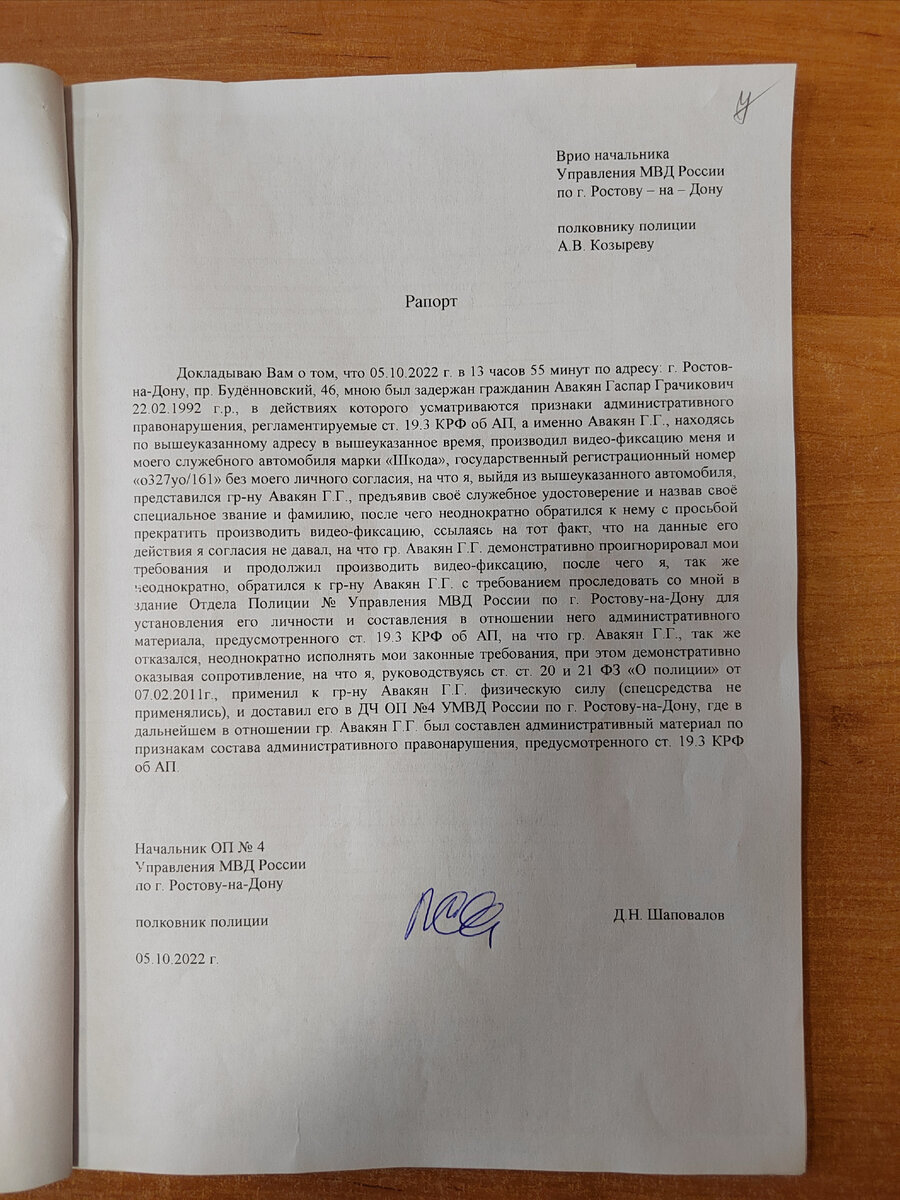 У
Врио начальника
Управления МВД России
по г. Ростову – на – Дону
полковнику полиции
А.В. Козыреву
Рапорт
Докладываю Вам о том, что 05.10.2022 г. в 13 часов 55 минут по адресу: г. Ростов-
на-Дону, пр. Будённовский, 46, мною был задержан гражданин Авакян Гаспар Грачикович
22.02.1992 г.р., в действиях которого усматриваются признаки административного
правонарушения, регламентируемые ст. 19.3 КРФ об АП, а именно Авакян Г.Г., находясь
по вышеуказанному адресу в вышеуказанное время, производил видео-фиксацию меня и
моего служебного автомобиля марки «Шкода», государственный регистрационный номер
«о327уо/161» без моего личного согласия, на что я, выйдя из вышеуказанного автомобиля,
представился гр-ну Авакян Г.Г., предъявив своё служебное удостоверение и назвав своё
специальное звание и фамилию, после чего неоднократно обратился к нему с просьбой
прекратить производить видео-фиксацию, ссылаясь на тот факт, что на данные его
действия я согласия не давал, на что гр. Авакян Г.Г. демонстративно проигнорировал мои
требования и продолжил производить видео-фиксацию, после чего я, так же
неоднократно, обратился к гр-ну Авакян Г.Г. с требованием проследовать со мной в
здание Отдела Полиции № Управления МВД России по г. Ростову-на-Дону для
установления его личности и составления в отношении него административного
материала, предусмотренного ст. 19.3 КРФ об АП, на что гр. Авакян Г.Г., так же
отказался, неоднократно исполнять мои законные требования, при этом демонстративно
оказывая сопротивление, на что я, руководствуясь ст. ст. 20 и 21 ФЗ «О полиции» от
07.02.2011г., применил к гр-ну Авакян Г.Г. физическую силу (спецсредства не
применялись), и доставил его в ДЧ ОП №4 УМВД России по г. Ростову-на-Дону, где в
дальнейшем в отношении гр. Авакян Г.Г. был составлен административный материал по
признакам состава административного правонарушения, предусмотренного ст. 19.3 КРФ
об АП.
Начальник ОП № 4
Управления МВД России
по г. Ростову-на-Дону
полковник полиции
Д.Н. Шаповалов
05.10.2022 г.